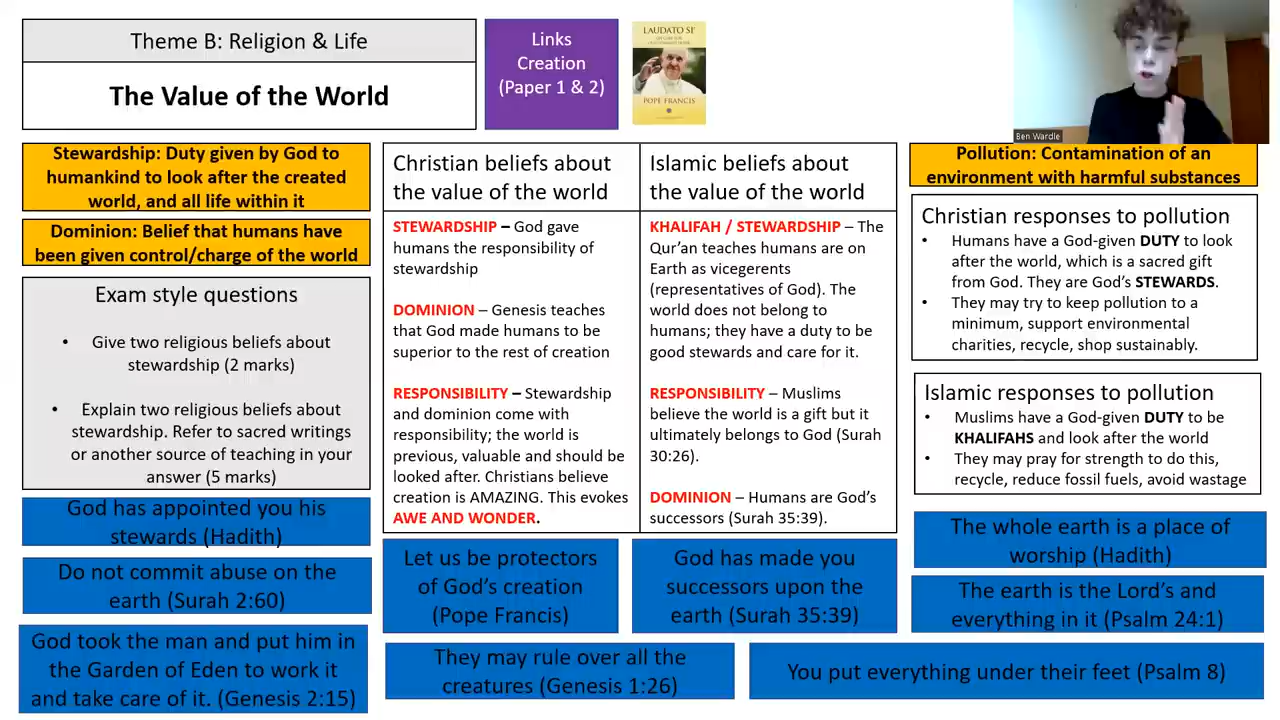 Theme B: Religion & Life
The Value of the World
Links
Creation
(Paper 1 & 2)
LAUDATO SE
POPE FRANCIS
Ben Wardle
Stewardship: Duty given by God to
humankind to look after the created
world, and all life within it
Dominion: Belief that humans have
been given control/charge of the world
Exam style questions
• Give two religious beliefs about
stewardship (2 marks)
• Explain two religious beliefs about
stewardship. Refer to sacred writings
or another source of teaching in your
answer (5 marks)
God has appointed you his
stewards (Hadith)
Do not commit abuse on the
earth (Surah 2:60)
God took the man and put him in
the Garden of Eden to work it
and take care of it. (Genesis 2:15)
Christian beliefs about
the value of the world
STEWARDSHIP – God gave
humans the responsibility of
stewardship
DOMINION – Genesis teaches
that God made humans to be
superior to the rest of creation
RESPONSIBILITY – Stewardship
and dominion come with
responsibility; the world is
previous, valuable and should be
looked after. Christians believe
creation is AMAZING. This evokes
AWE AND WONDER.
Islamic beliefs about
the value of the world
KHALIFAH / STEWARDSHIP – The
Qur'an teaches humans are on
Earth as vicegerents
(representatives of God). The
world does not belong to
humans; they have a duty to be
good stewards and care for it.
RESPONSIBILITY – Muslims
believe the world is a gift but it
ultimately belongs to God (Surah
30:26).
DOMINION – Humans are God's
successors (Surah 35:39).
Let us be protectors
of God's creation
(Pope Francis)
God has made you
successors upon the
earth (Surah 35:39)
They may rule over all the
creatures (Genesis 1:26)
Pollution: Contamination of an
environment with harmful substances
Christian responses to pollution
• Humans have a God-given DUTY to look
after the world, which is a sacred gift
from God. They are God's STEWARDS.
• They may try to keep pollution to a
minimum, support environmental
charities, recycle, shop sustainably.
Islamic responses to pollution
• Muslims have a God-given DUTY to be
KHALIFAHS and look after the world
• They may pray for strength to do this,
recycle, reduce fossil fuels, avoid wastage
The whole earth is a place of
worship (Hadith)
The earth is the Lord's and
everything in it (Psalm 24:1)
You put everything under their feet (Psalm 8)